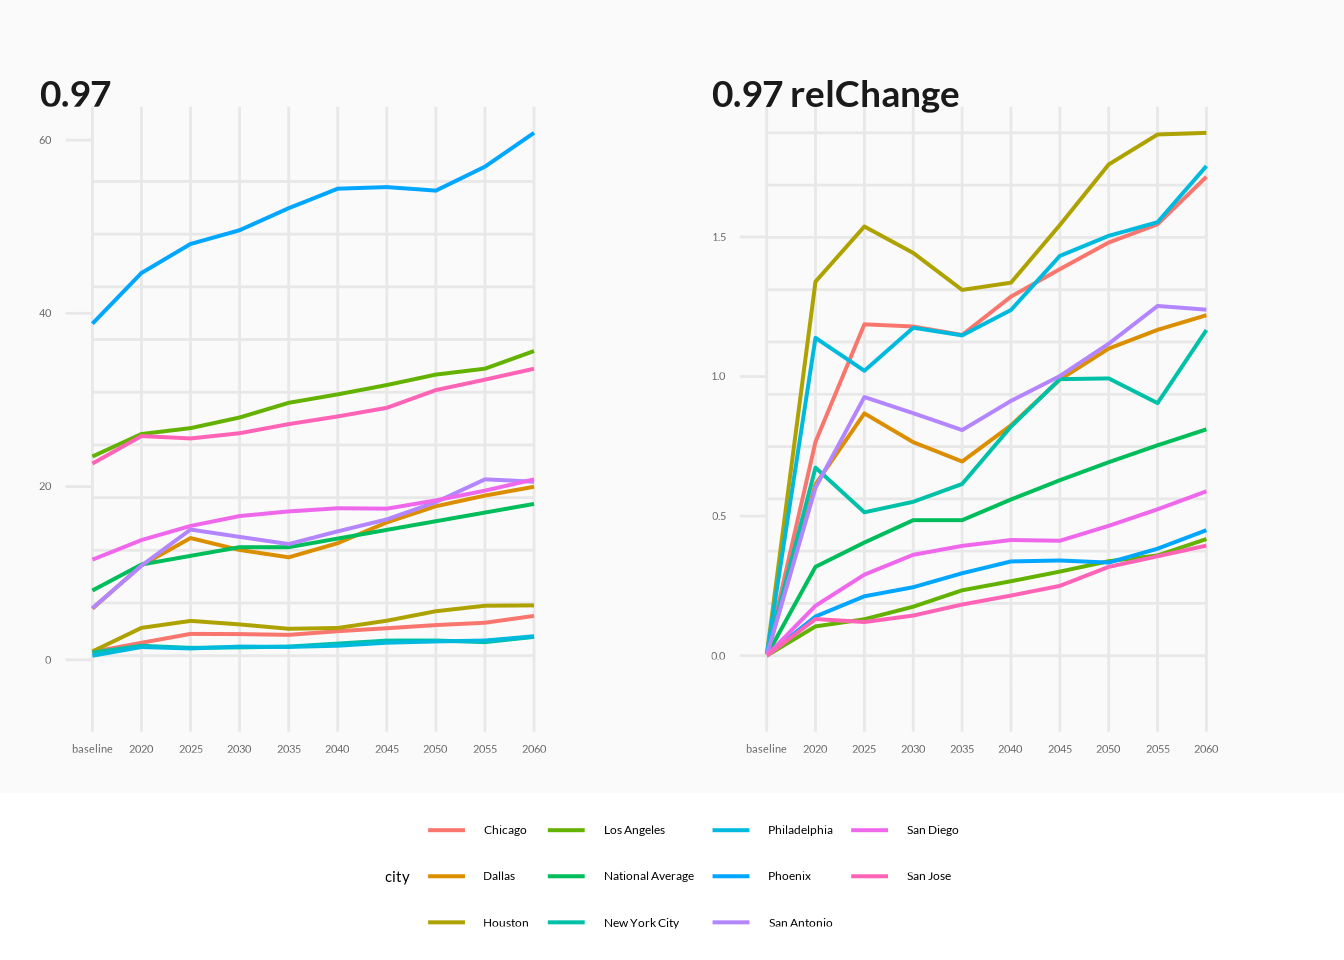 0.97
60
40
20
0
baseline 2020 2025 2030 2035 2040 2045 2050 2055 2060
0.97 relChange
1.5
1.0
0.5
0.0
baseline 2020 2025 2030 2035 2040 2045 2050 2055 2060
city
Chicago Los Angeles Philadelphia San Diego
Dallas National Average Phoenix San Jose
Houston New York City San Antonio